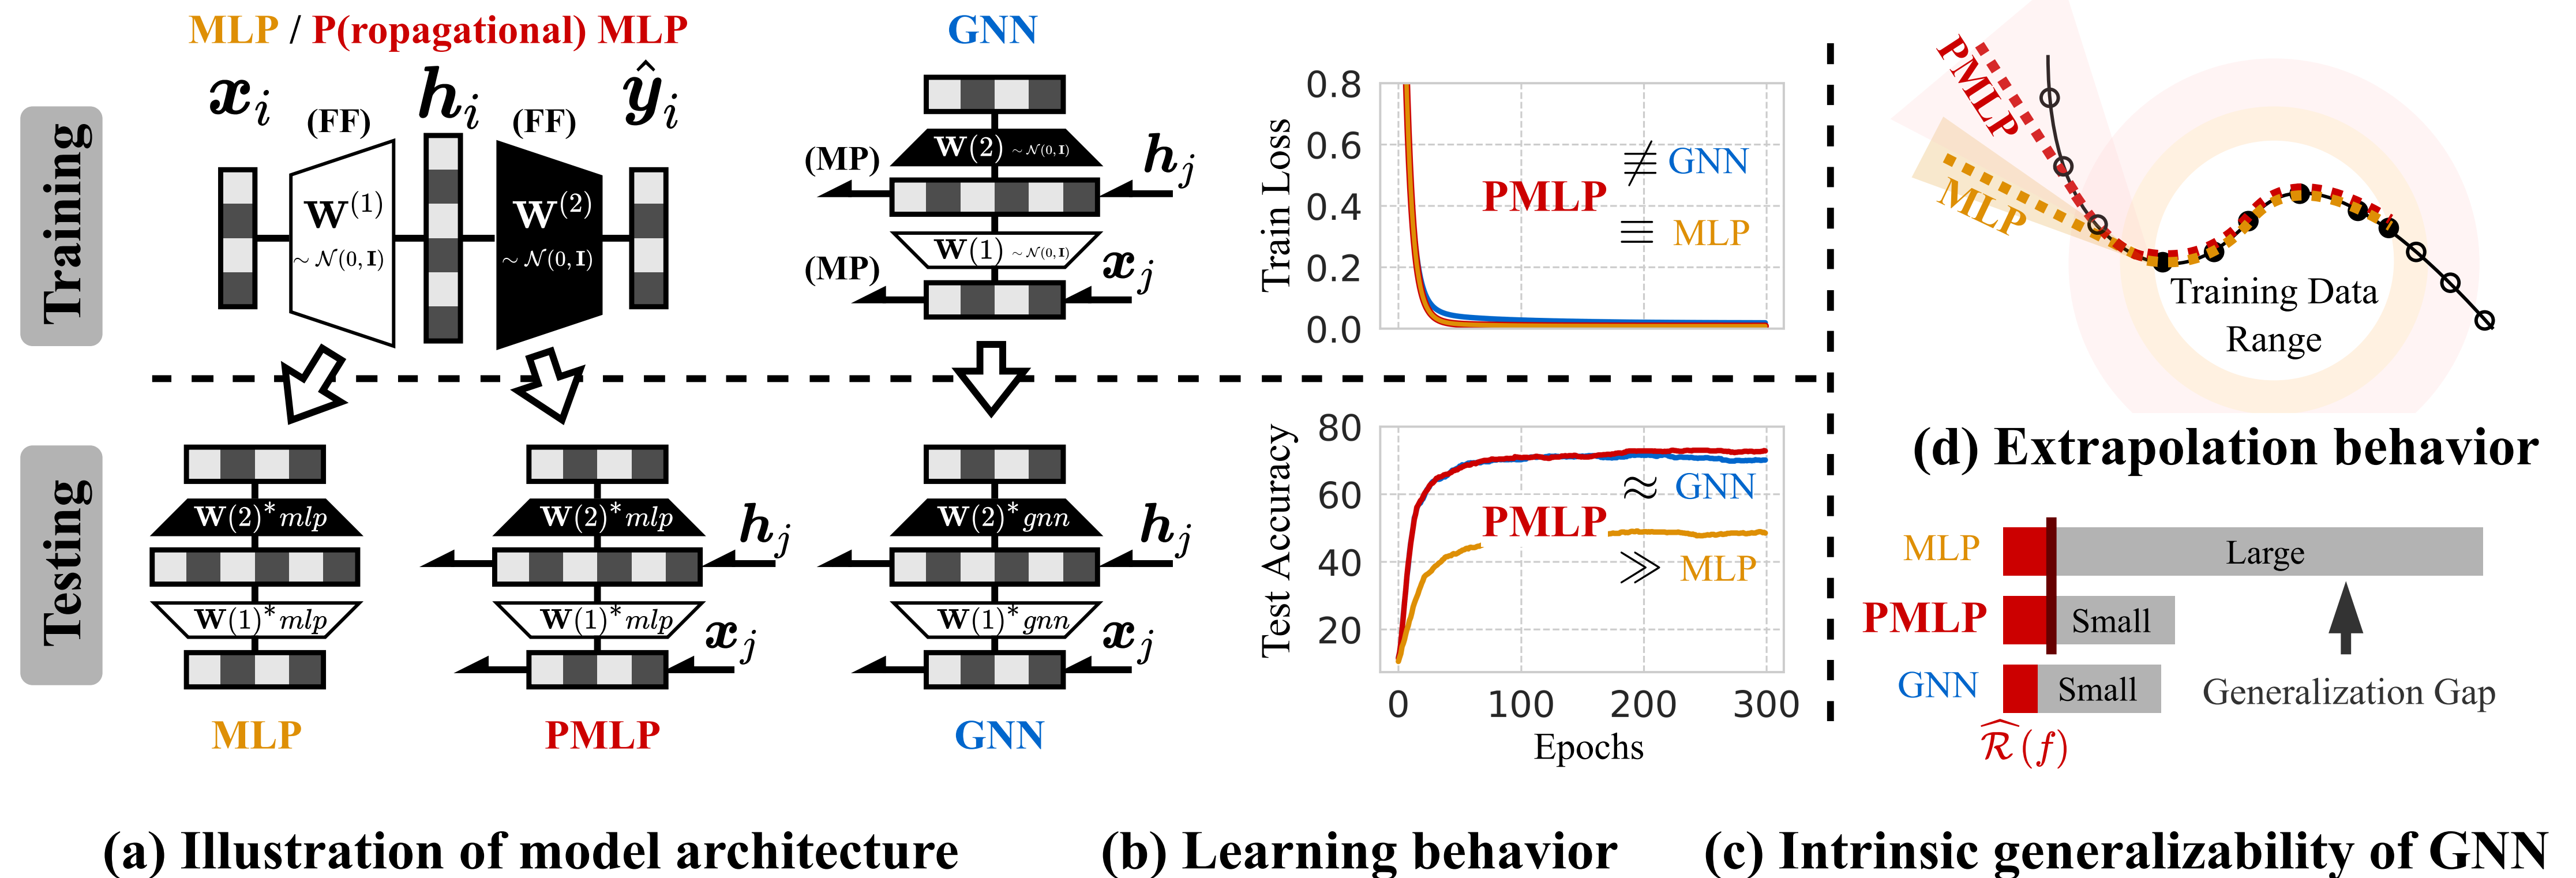 MLP / P(ropagational) MLP
GNN
Training
x_i
(FF)
h_i
(FF)
ŷ_i
W^(1)
∼ N(0, I)
W^(2)
∼ N(0, I)
(MP)
W(2) ∼ N(0, I)
h_j
(MP)
W(1) ∼ N(0, I)
x_j
Train Loss
0.8
0.6
0.4
0.2
0.0
PMLP
≢ GNN
≡ MLP
Testing
W(2)* mlp
W(1)* mlp
MLP
W(2)* mlp
h_j
W(1)* mlp
x_j
PMLP
W(2)* gnn
h_j
W(1)* gnn
x_j
GNN
Test Accuracy
80
60
40
20
PMLP
≈ GNN
≫ MLP
0
100
200
300
Epochs
PMLP
MLP
Training Data
Range
(d) Extrapolation behavior
MLP
Large
PMLP
Small
GNN
Small
Generalization Gap
R̂(f)
(a) Illustration of model architecture
(b) Learning behavior
(c) Intrinsic generalizability of GNN